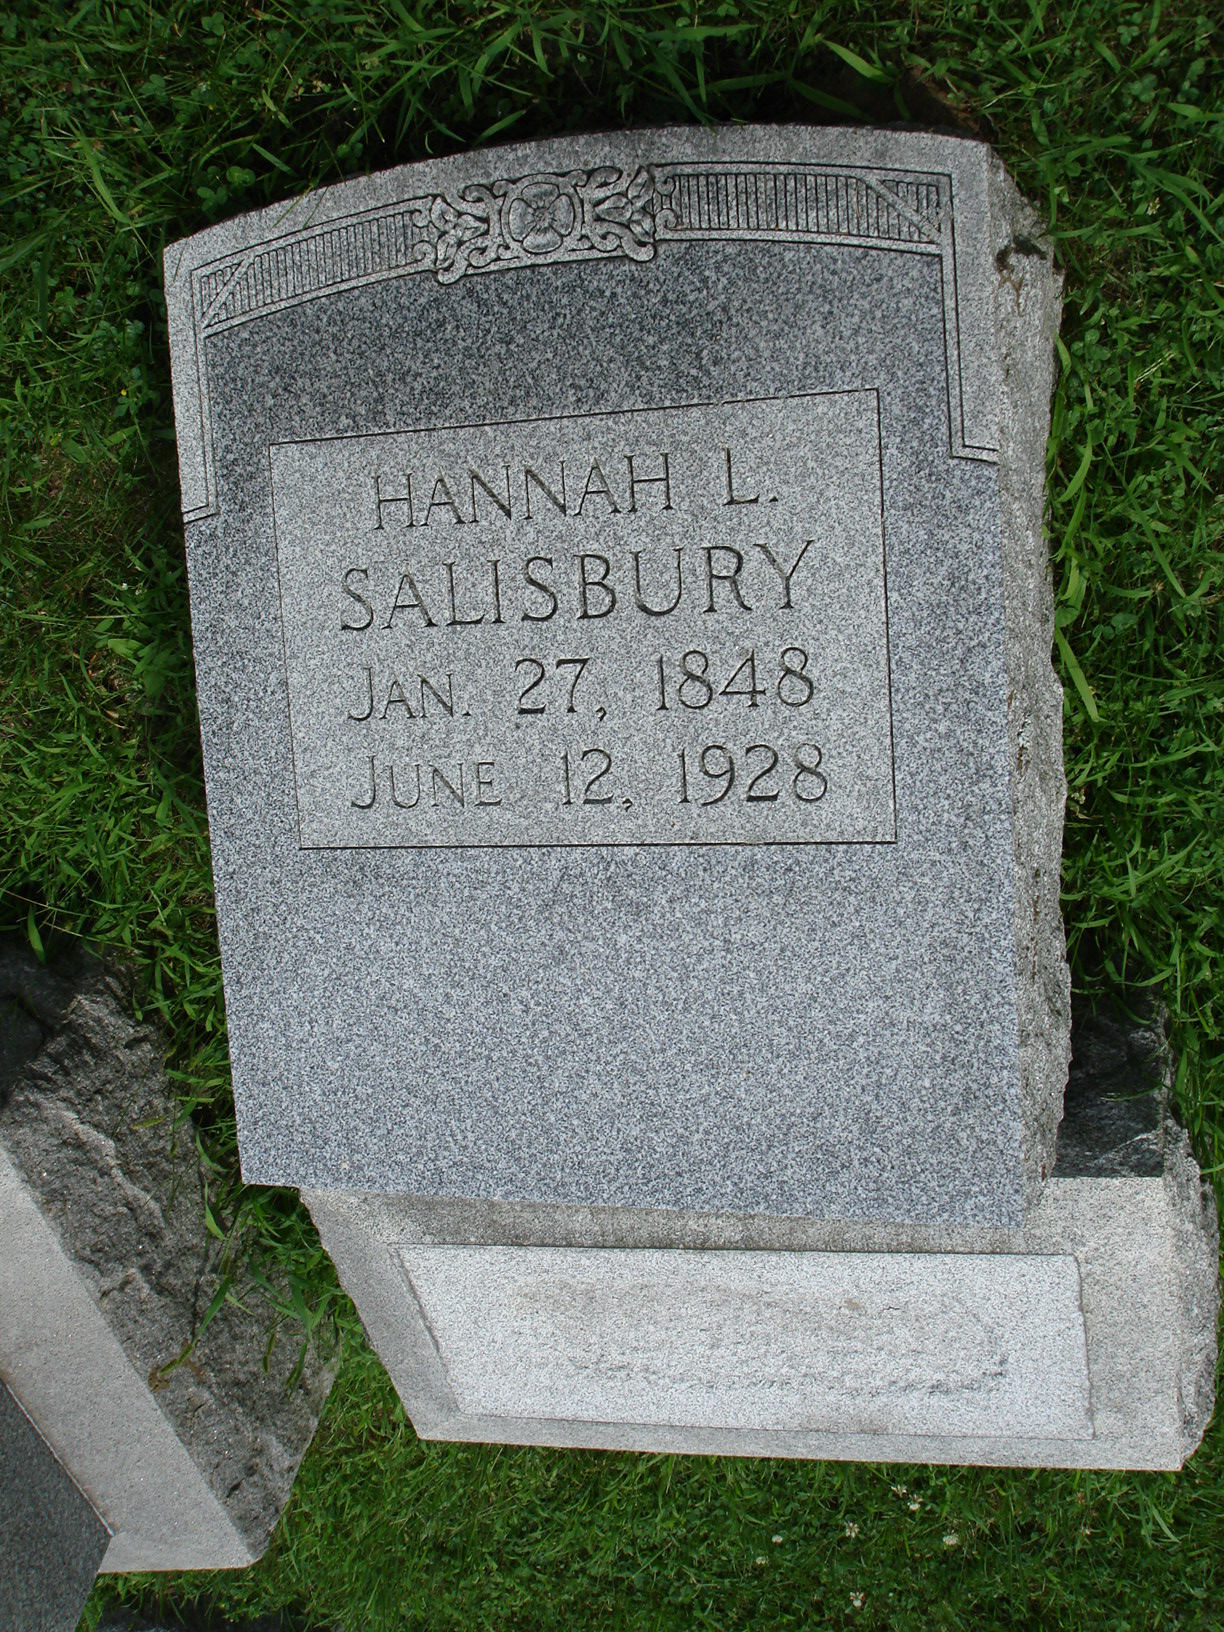 HANNAH L.
SALISBURY
JAN. 27, 1848
JUNE 12, 1928